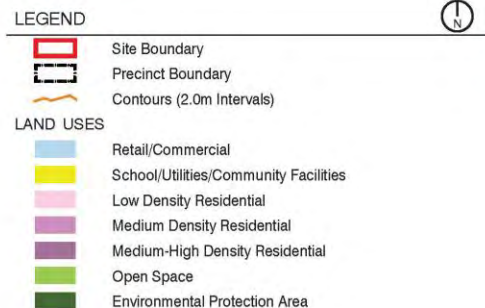 LEGEND
N
Site Boundary
Precinct Boundary
Contours (2.0m Intervals)
LAND USES
Retail/Commercial
School/Utilities/Community Facilities
Low Density Residential
Medium Density Residential
Medium-High Density Residential
Open Space
Environmental Protection Area